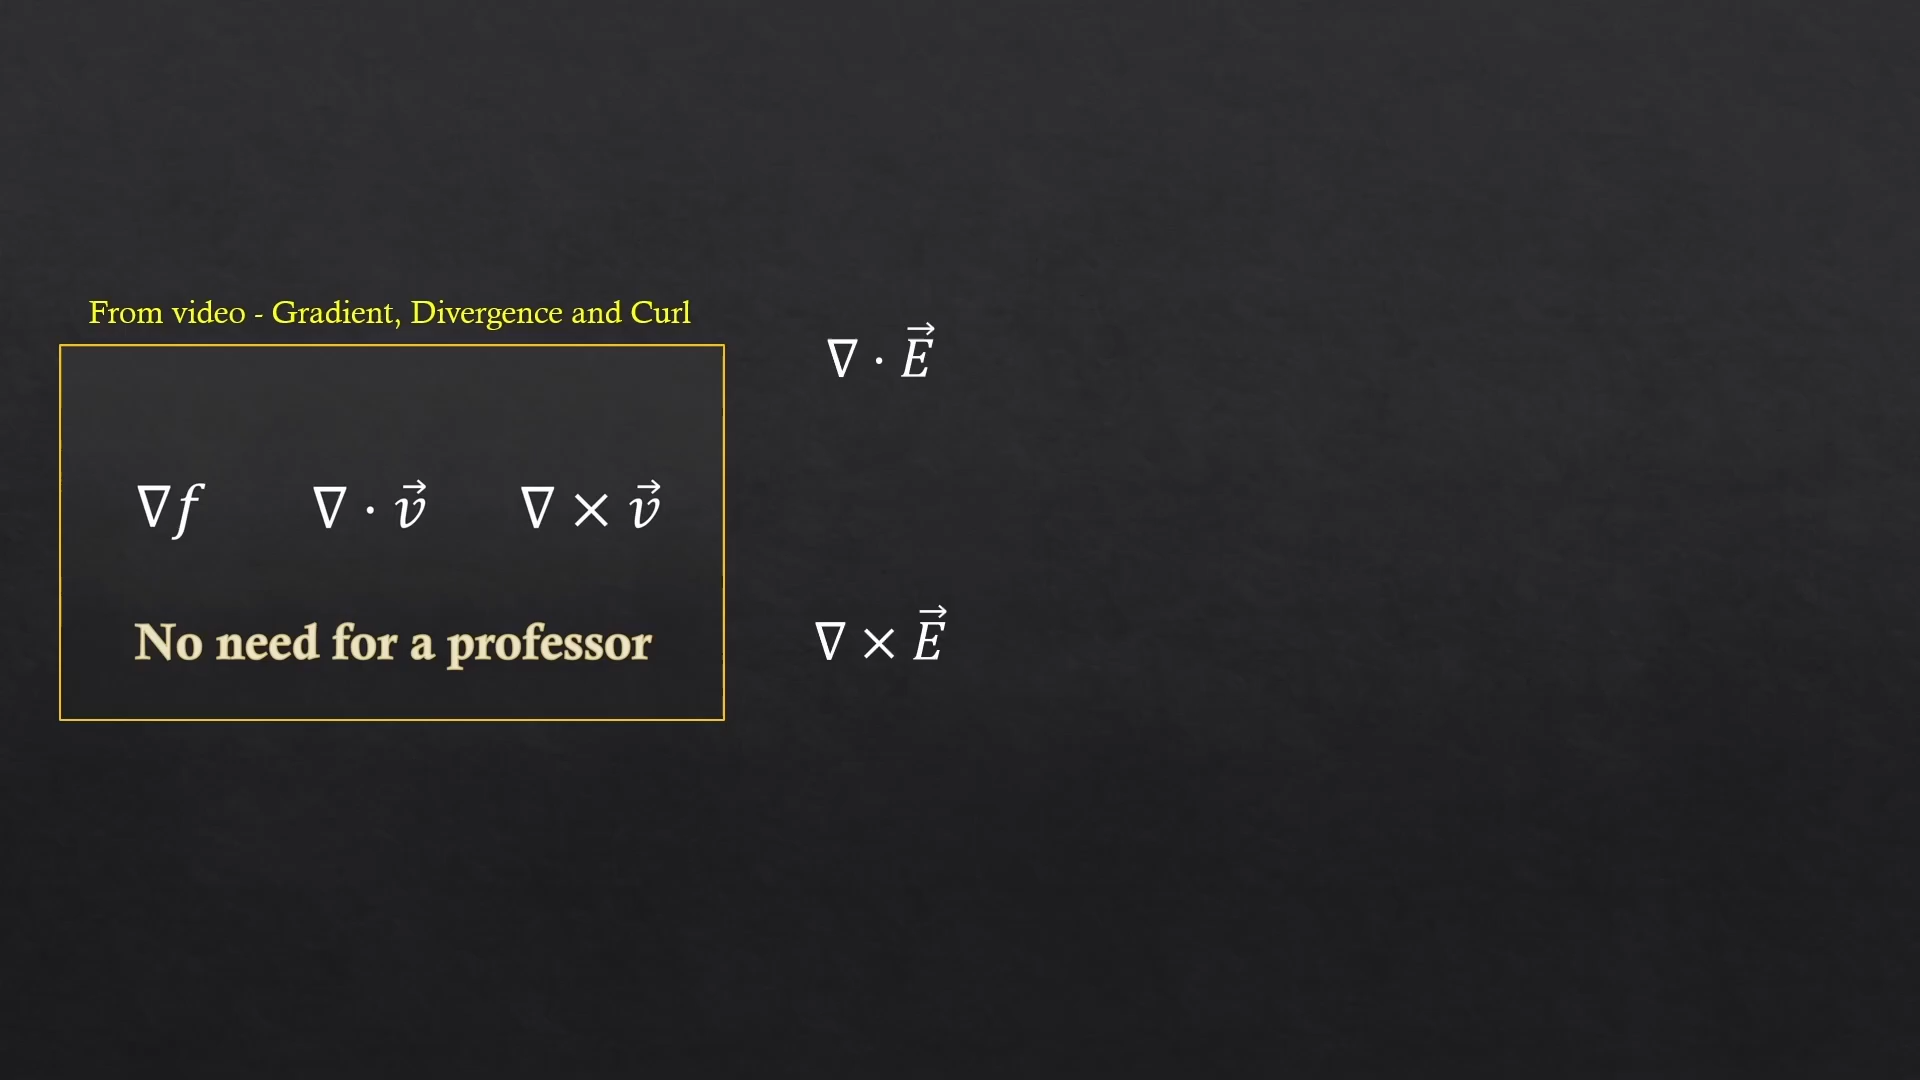 From video - Gradient, Divergence and Curl
∇f ∇ · v⃗ ∇ × v⃗
No need for a professor
∇ · E⃗
∇ × E⃗